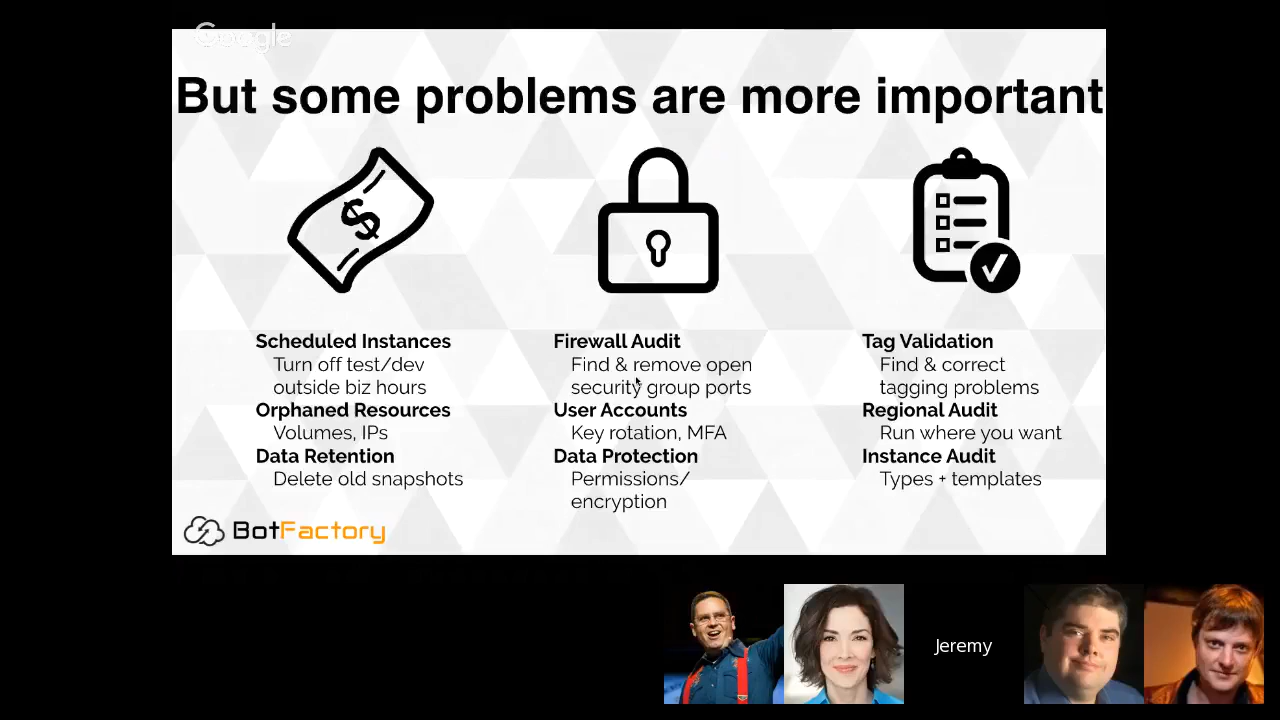 Google
But some problems are more important
$
Scheduled Instances
Turn off test/dev
outside biz hours
Orphaned Resources
Volumes, IPs
Data Retention
Delete old snapshots
Firewall Audit
Find & remove open
security group ports
User Accounts
Key rotation, MFA
Data Protection
Permissions/
encryption
Tag Validation
Find & correct
tagging problems
Regional Audit
Run where you want
Instance Audit
Types + templates
BotFactory
Jeremy